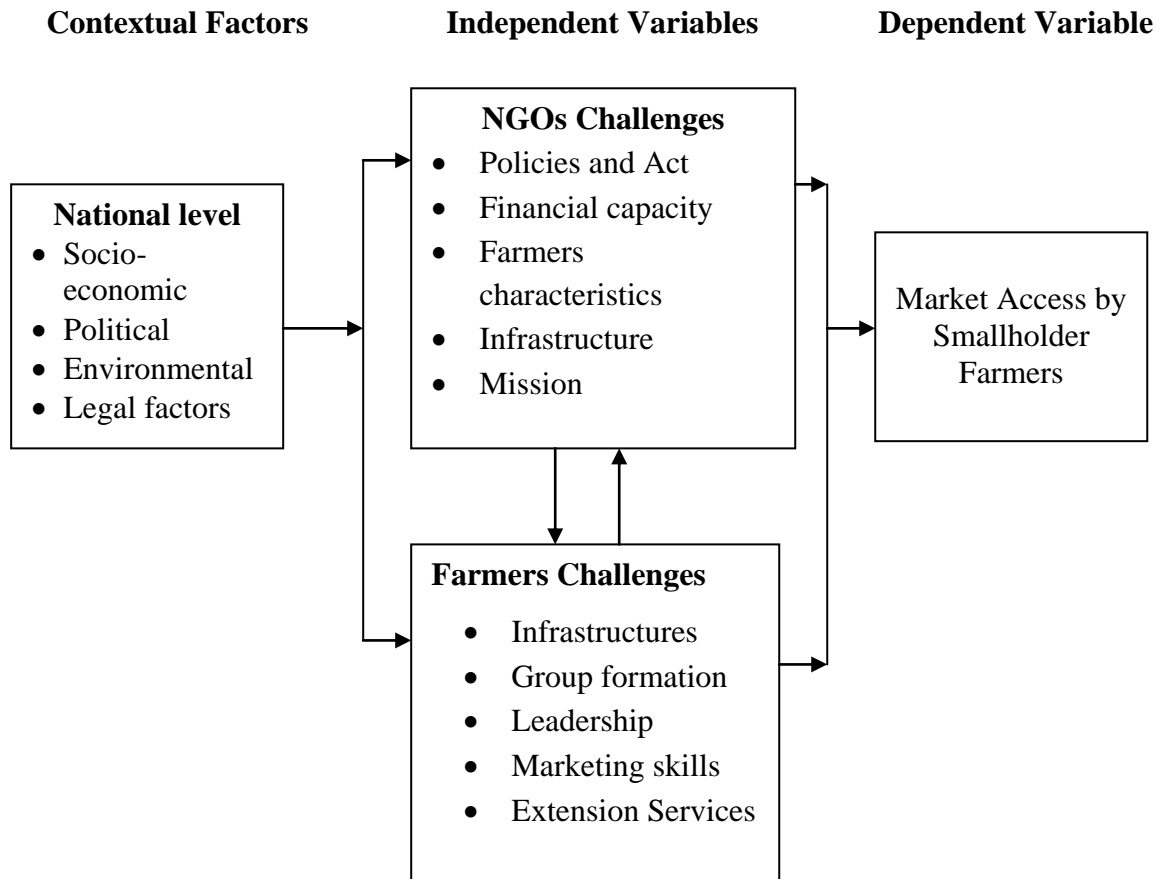 Contextual Factors
Independent Variables
Dependent Variable
National level
• Socio-
economic
• Political
• Environmental
• Legal factors
NGOs Challenges
• Policies and Act
• Financial capacity
• Farmers
characteristics
• Infrastructure
• Mission
Farmers Challenges
• Infrastructures
• Group formation
• Leadership
• Marketing skills
• Extension Services
Market Access by
Smallholder
Farmers